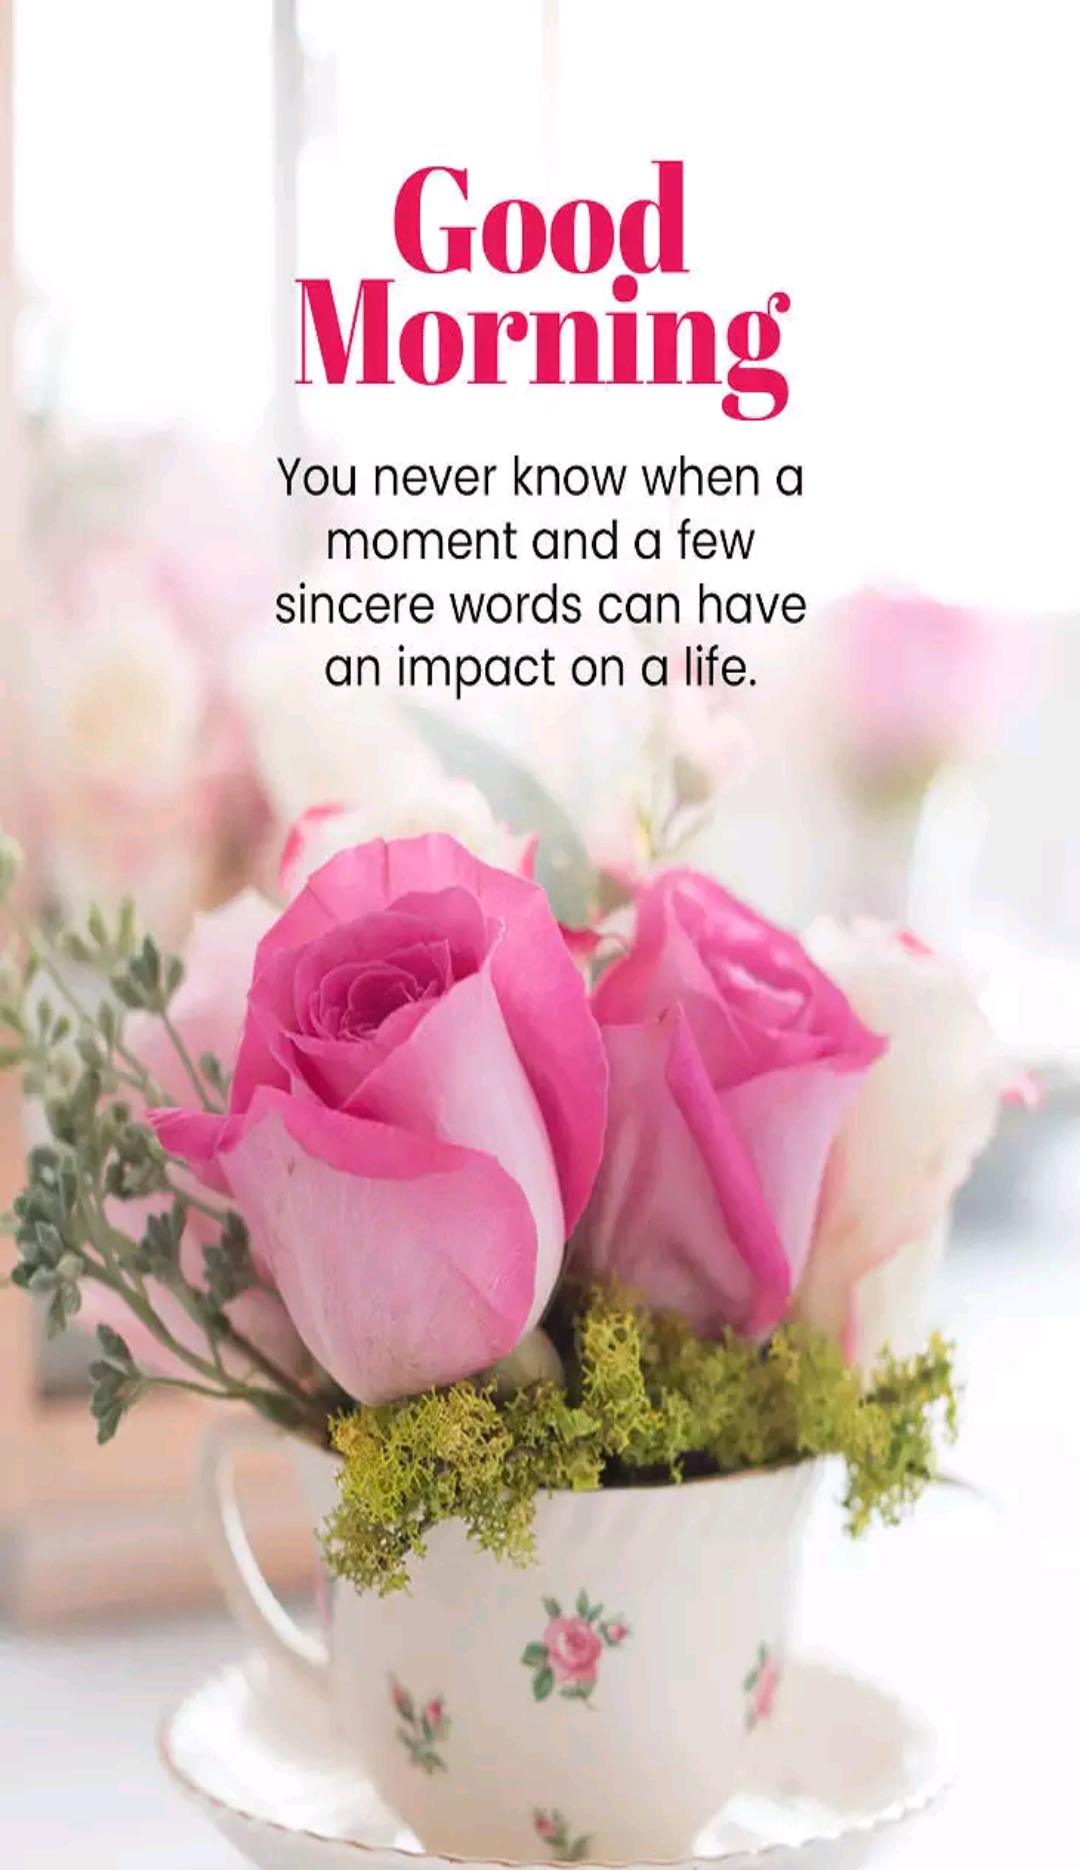 Good
Morning
You never know when a
moment and a few
sincere words can have
an impact on a life.